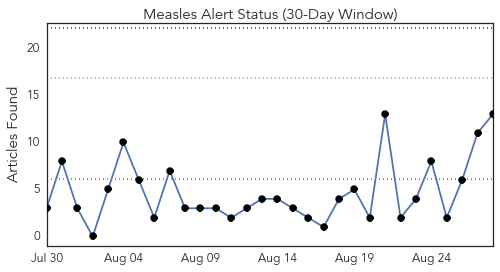 Measles Alert Status (30-Day Window)
Articles Found
20
15
10
5
0
Jul 30
Aug 04
Aug 09
Aug 14
Aug 19
Aug 24